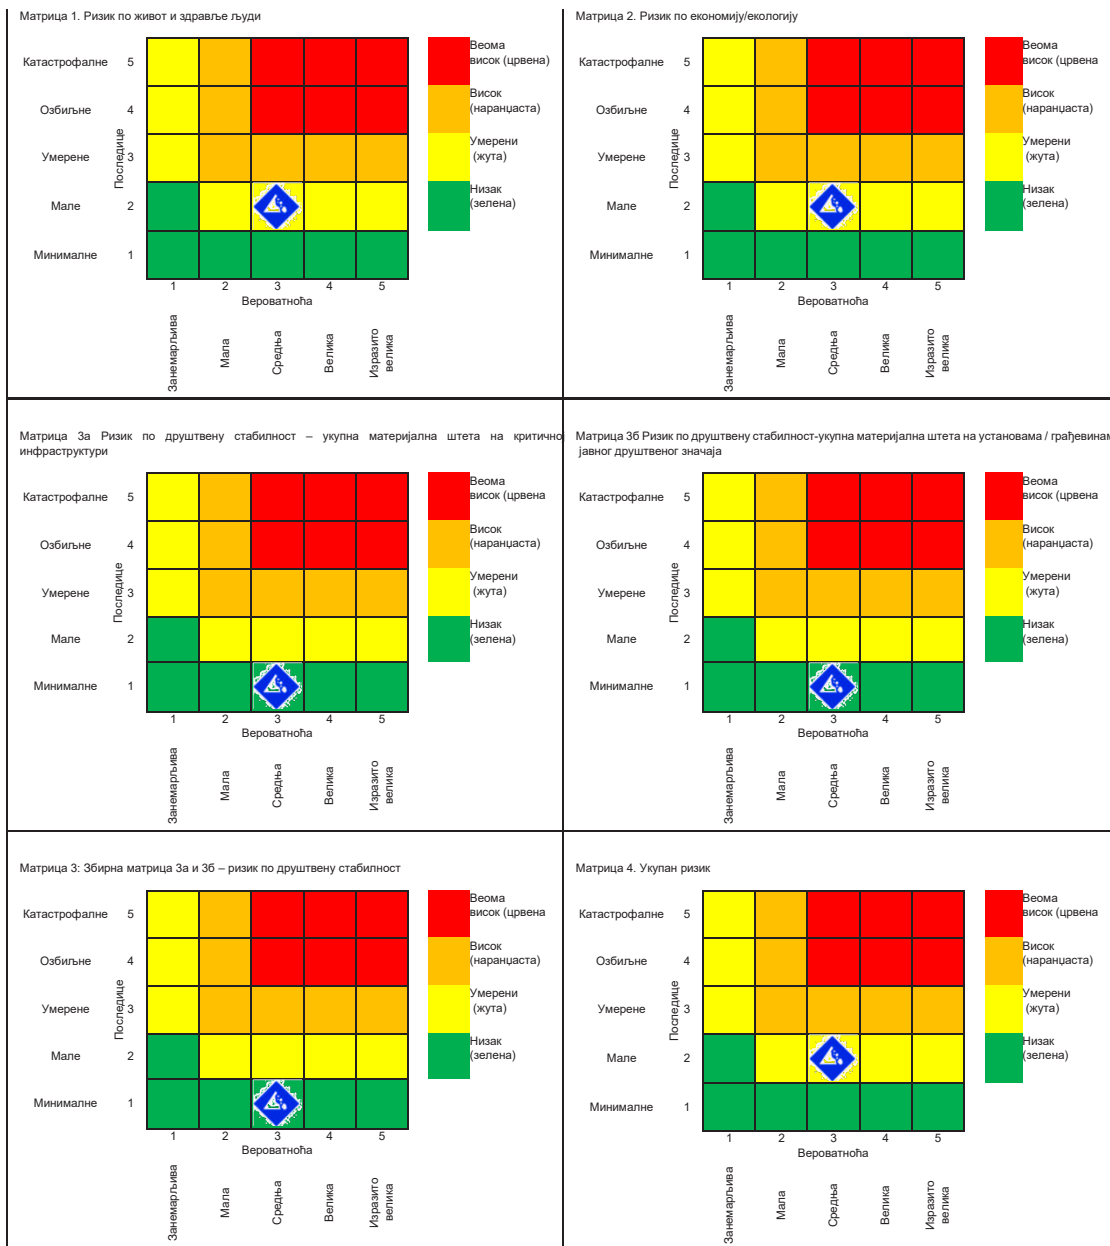 Матрица 1. Ризик по живот и здравље људи
Катастрофалне 5
Озбиљне 4
Умерене 3
Мале 2
Минималне 1
Последице
1 2 3 4 5
Вероватноћа
Занемарљива
Мала
Средња
Велика
Изразито
велика
Веома
висок (црвена)
Висок
(наранџаста)
Умерени
(жута)
Низак
(зелена)
Матрица 2. Ризик по економију/екологију
Катастрофалне 5
Озбиљне 4
Умерене 3
Мале 2
Минималне 1
Последице
1 2 3 4 5
Вероватноћа
Занемарљива
Мала
Средња
Велика
Изразито
велика
Веома
висок (црвена
Висок
(наранџаста)
Умерени
(жута)
Низак
(зелена)
Матрица 3а Ризик по друштвену стабилност – укупна материјална штета на критично
инфраструктури
Катастрофалне 5
Озбиљне 4
Умерене 3
Мале 2
Минималне 1
Последице
1 2 3 4 5
Вероватноћа
Занемарљива
Мала
Средња
Велика
Изразито
велика
Веома
висок (црвена
Висок
(наранџаста)
Умерени
(жута)
Низак
(зелена)
Матрица 3б Ризик по друштвену стабилност-укупна материјална штета на установама / грађевинам
јавног друштвеног значаја
Катастрофалне 5
Озбиљне 4
Умерене 3
Мале 2
Минималне 1
Последице
1 2 3 4 5
Вероватноћа
Занемарљива
Мала
Средња
Велика
Изразито
велика
Веома
висок (црвена
Висок
(наранџаста)
Умерени
(жута)
Низак
(зелена)
Матрица 3: Збирна матрица 3а и 3б – ризик по друштвену стабилност
Катастрофалне 5
Озбиљне 4
Умерене 3
Мале 2
Минималне 1
Последице
1 2 3 4 5
Вероватноћа
Занемарљива
Мала
Средња
Велика
Изразито
велика
Веома
висок (црвена
Висок
(наранџаста)
Умерени
(жута)
Низак
(зелена)
Матрица 4. Укупан ризик
Катастрофалне 5
Озбиљне 4
Умерене 3
Мале 2
Минималне 1
Последице
1 2 3 4 5
Вероватноћа
Занемарљива
Мала
Средња
Велика
Изразито
велика
Веома
висок (црвена
Висок
(наранџаста)
Умерени
(жута)
Низак
(зелена)